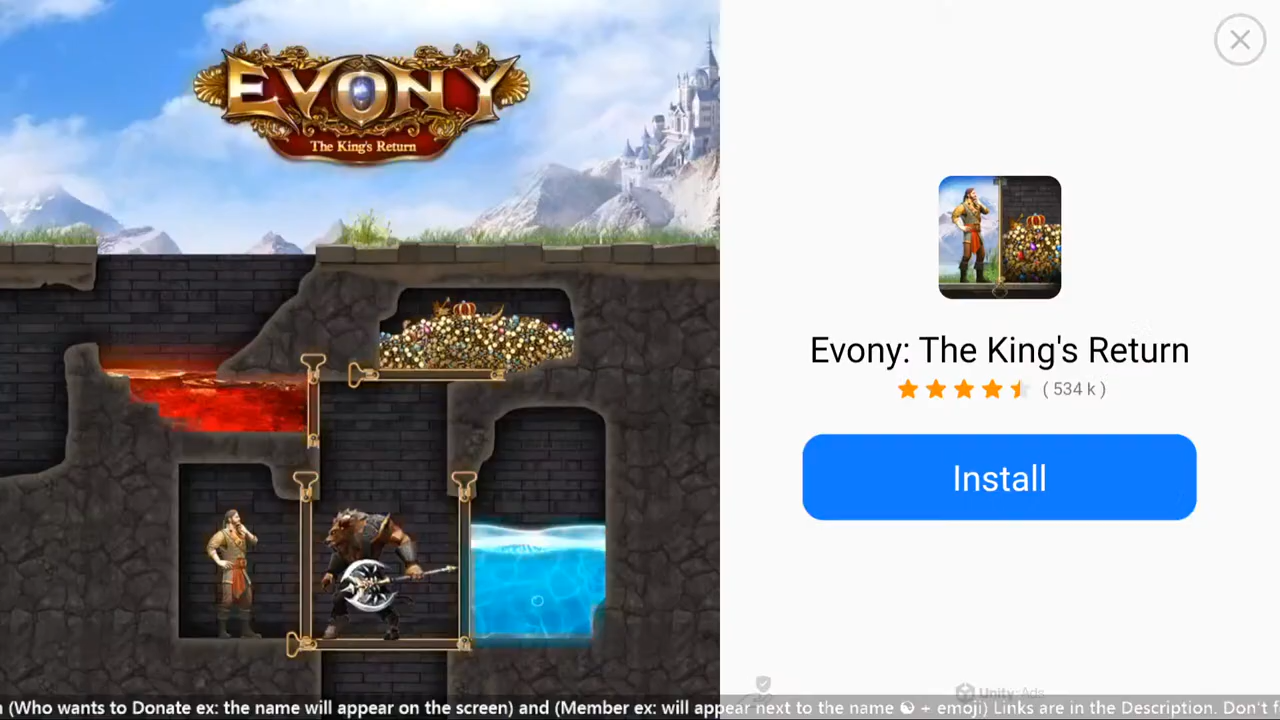 EVONY
The King's Return
Evony: The King's Return
( 534 k )
Install
Unity Ads
(Who wants to Donate ex: the name will appear on the screen) and (Member ex: will appear next to the name ☯ + emoji) Links are in the Description. Don't